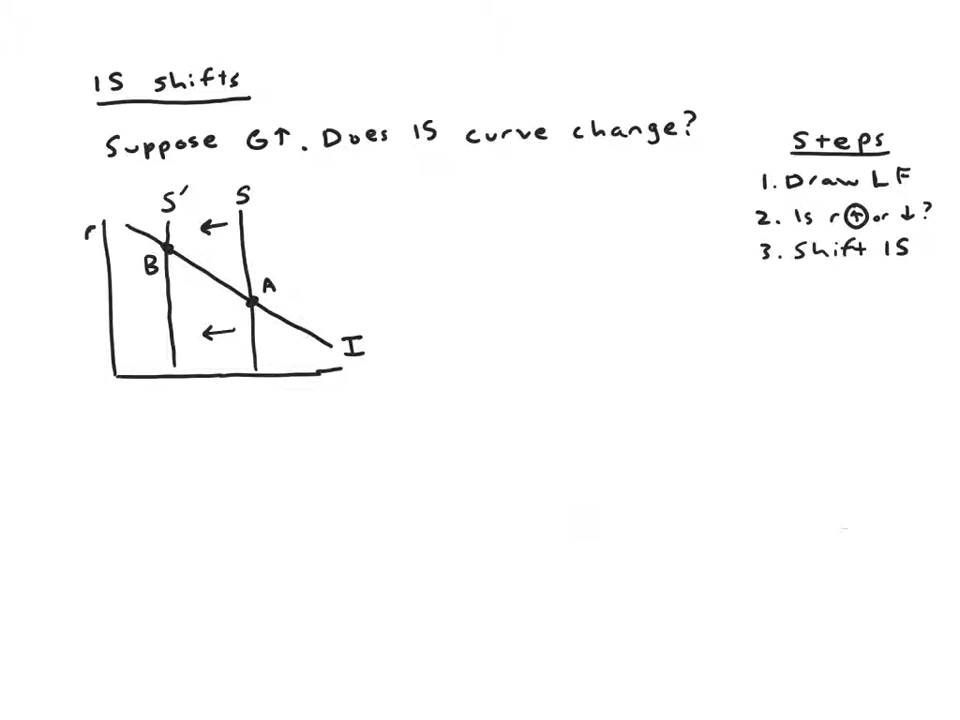 IS shifts
Suppose G↑. Does IS curve change?
Steps
1. Draw LF
2. Is r ↑ or ↓?
3. Shift IS
S' ← S
r
B
A
←
I